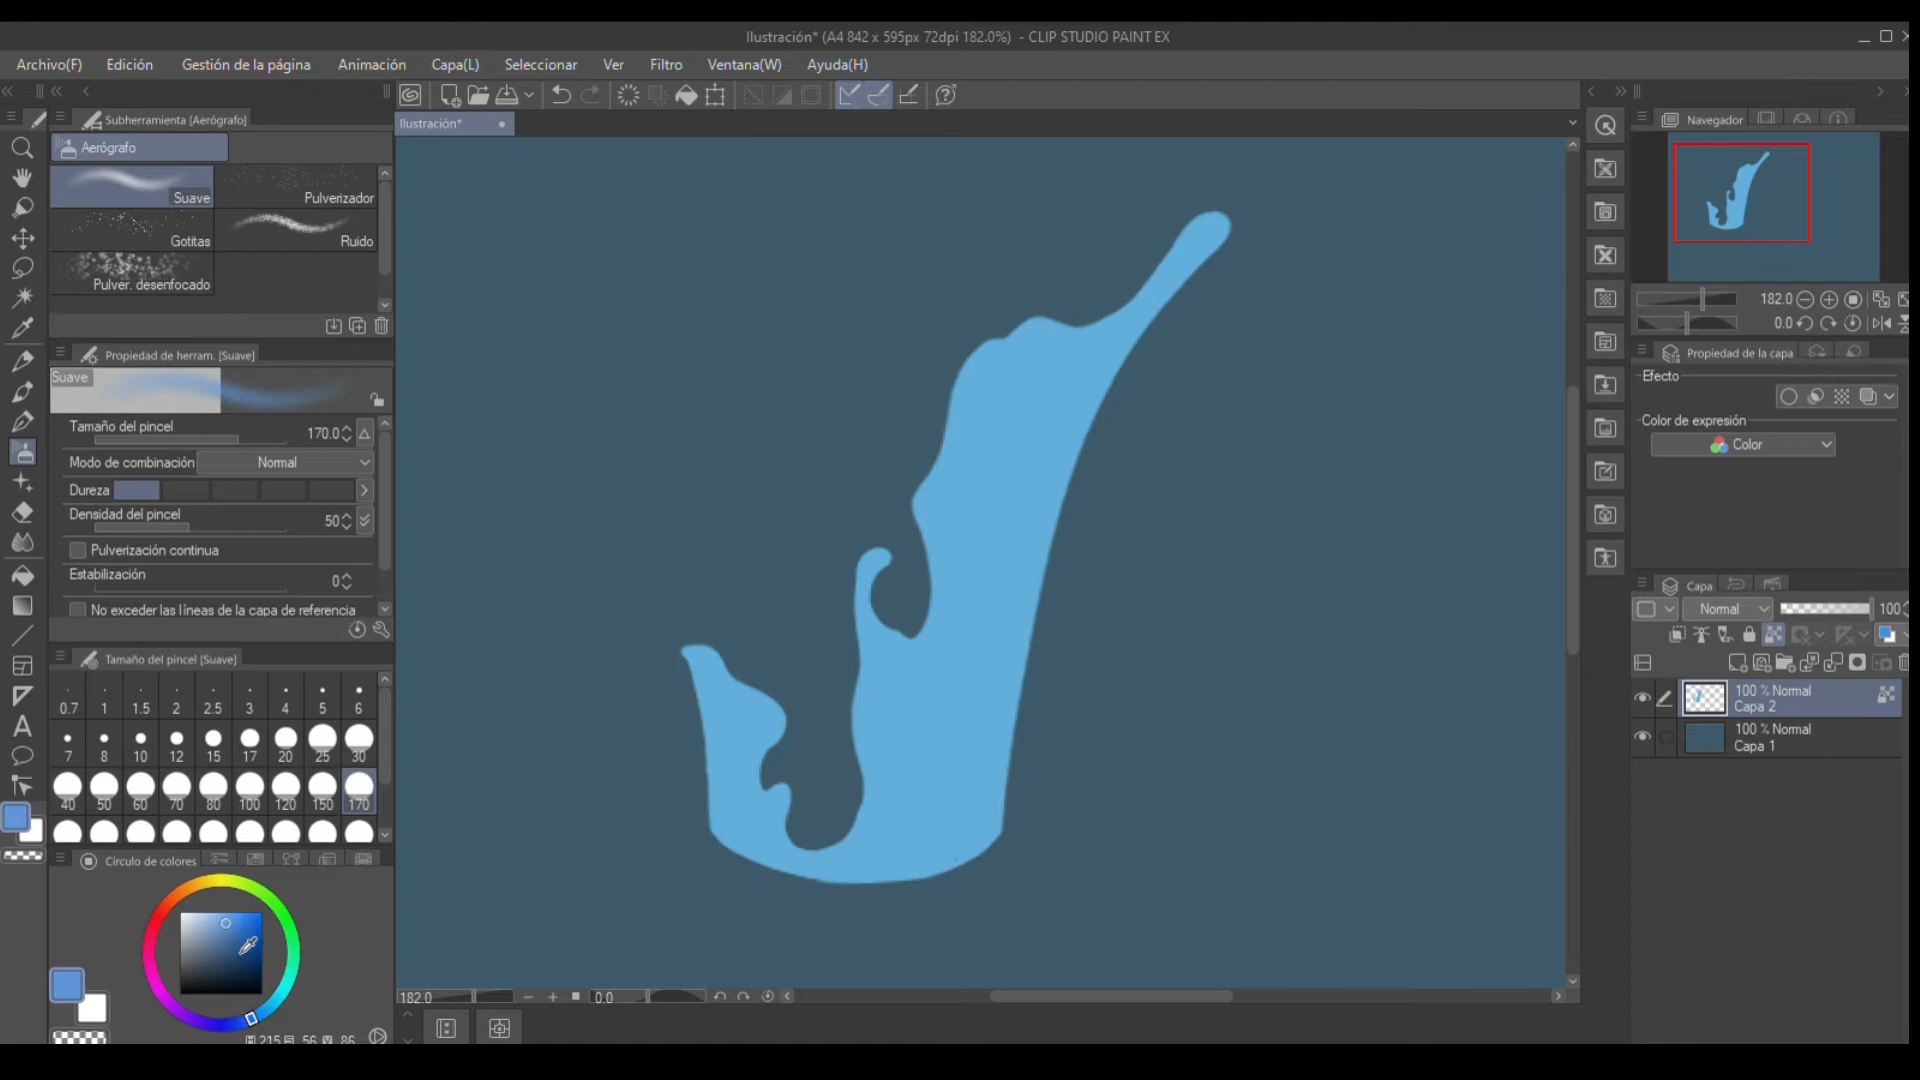 Ilustración* (A4 842 x 595px 72dpi 182.0%) - CLIP STUDIO PAINT EX
Archivo(F) Edición Gestión de la página Animación Capa(L) Seleccionar Ver Filtro Ventana(W) Ayuda(H)
Subherramienta [Aerógrafo]
Aerógrafo
Suave
Pulverizador
Gotitas
Ruido
Pulver. desenfocado
Propiedad de herram. [Suave]
Suave
Tamaño del pincel 170.0
Modo de combinación Normal
Dureza
Densidad del pincel 50
Pulverización continua
Estabilización 0
No exceder las líneas de la capa de referencia
Tamaño del pincel [Suave]
0.7 1 1.5 2 2.5 3 4 5 6
7 8 10 12 15 17 20 25 30
40 50 60 70 80 100 120 150 170
Círculo de colores
H 215 S 56 V 86
Ilustración*
182.0 0.0
Navegador
182.0
0.0
Propiedad de la capa
Efecto
Color de expresión
Color
Capa
Normal 100
100 % Normal
Capa 2
100 % Normal
Capa 1